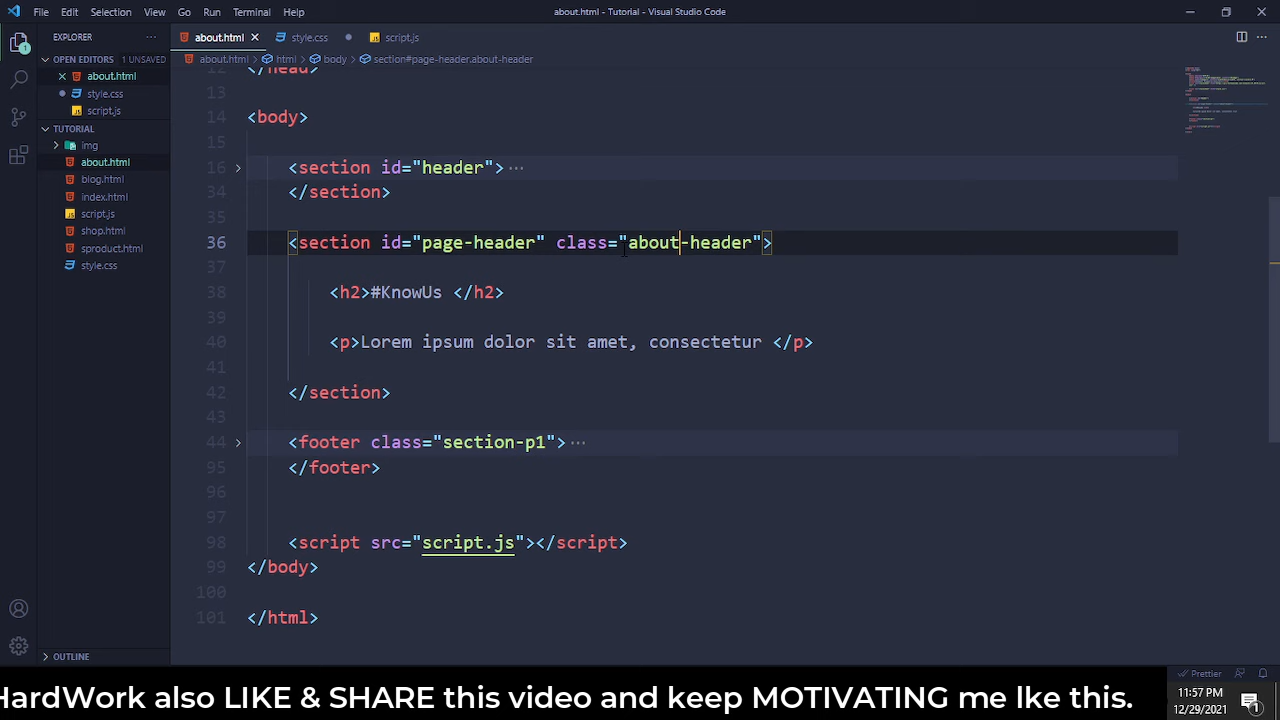 File Edit Selection View Go Run Terminal Help about.html - Tutorial - Visual Studio Code
EXPLORER ···
about.html style.css script.js
OPEN EDITORS 1 UNSAVED
about.html
style.css
script.js
TUTORIAL
img
about.html
blog.html
index.html
script.js
shop.html
sproduct.html
style.css
OUTLINE
about.html > html > body > section#page-header.about-header
12 </head>
13
14 <body>
15
16 <section id="header">···
34 </section>
35
36 <section id="page-header" class="about-header">
37
38 <h2>#KnowUs </h2>
39
40 <p>Lorem ipsum dolor sit amet, consectetur </p>
41
42 </section>
43
44 <footer class="section-p1">···
95 </footer>
96
97
98 <script src="script.js"></script>
99 </body>
100
101 </html>
HardWork also LIKE & SHARE this video and keep MOTIVATING me lke this.
Prettier
11:57 PM
12/29/2021